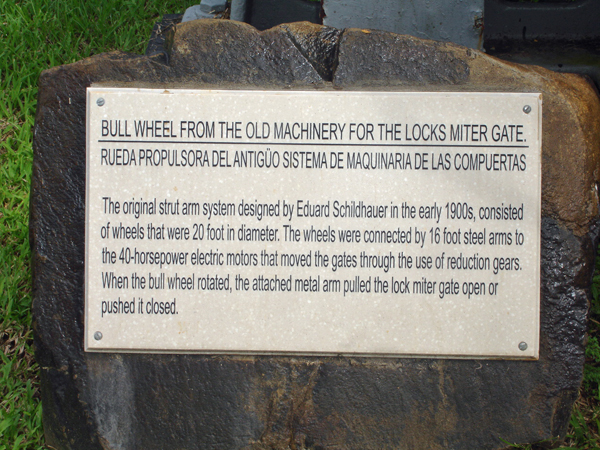 BULL WHEEL FROM THE OLD MACHINERY FOR THE LOCKS MITER GATE.
RUEDA PROPULSORA DEL ANTIGÜO SISTEMA DE MAQUINARIA DE LAS COMPUERTAS
The original strut arm system designed by Eduard Schildhauer in the early 1900s, consisted
of wheels that were 20 foot in diameter. The wheels were connected by 16 foot steel arms to
the 40-horsepower electric motors that moved the gates through the use of reduction gears.
When the bull wheel rotated, the attached metal arm pulled the lock miter gate open or
pushed it closed.